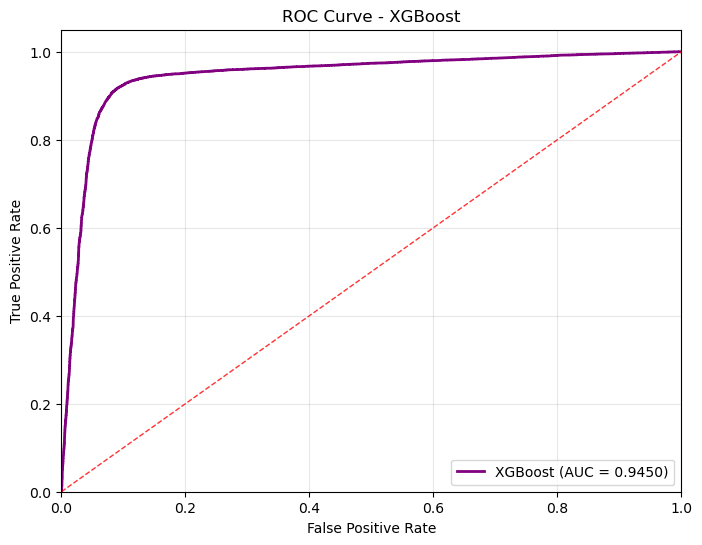 ROC Curve - XGBoost
1.0
0.8
0.6
0.4
0.2
0.0
True Positive Rate
XGBoost (AUC = 0.9450)
0.0 0.2 0.4 0.6 0.8 1.0
False Positive Rate